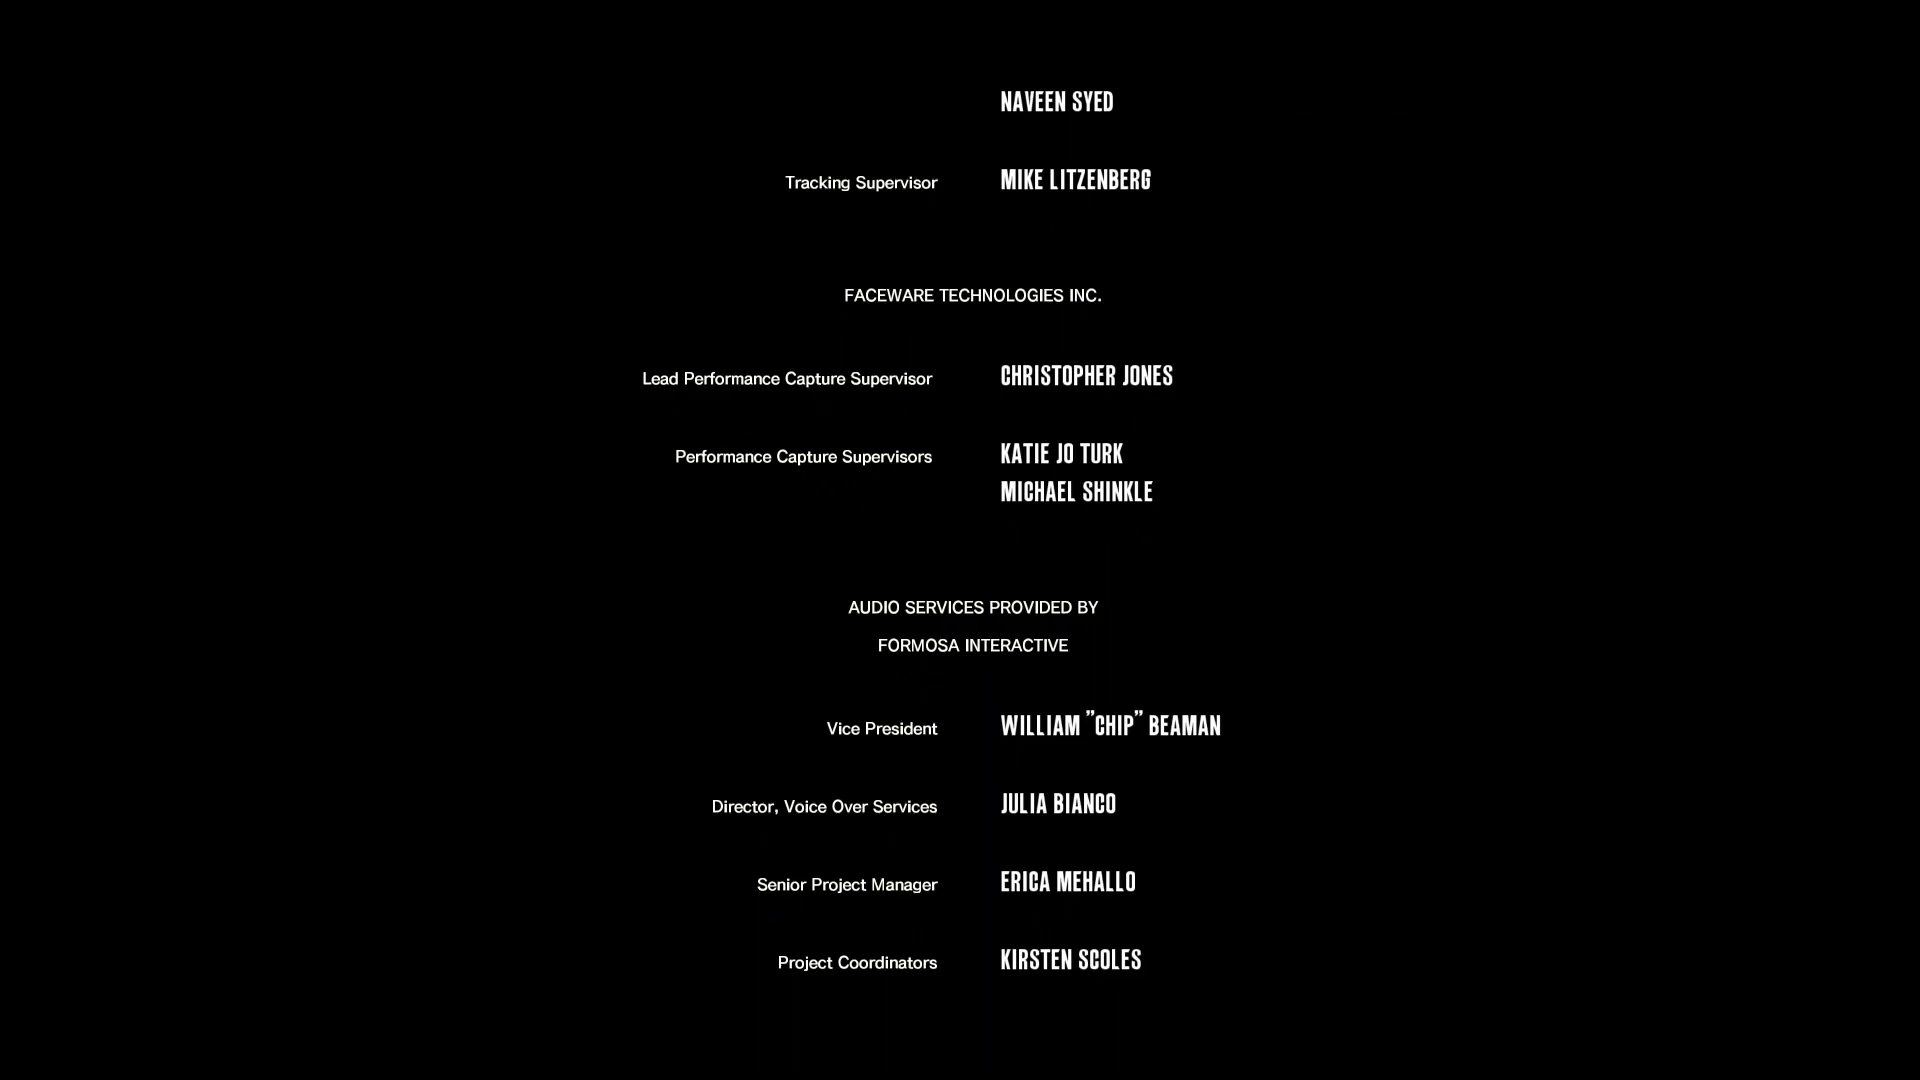 NAVEEN SYED
Tracking Supervisor MIKE LITZENBERG
FACEWARE TECHNOLOGIES INC.
Lead Performance Capture Supervisor CHRISTOPHER JONES
Performance Capture Supervisors KATIE JO TURK
MICHAEL SHINKLE
AUDIO SERVICES PROVIDED BY
FORMOSA INTERACTIVE
Vice President WILLIAM ”CHIP” BEAMAN
Director, Voice Over Services JULIA BIANCO
Senior Project Manager ERICA MEHALLO
Project Coordinators KIRSTEN SCOLES